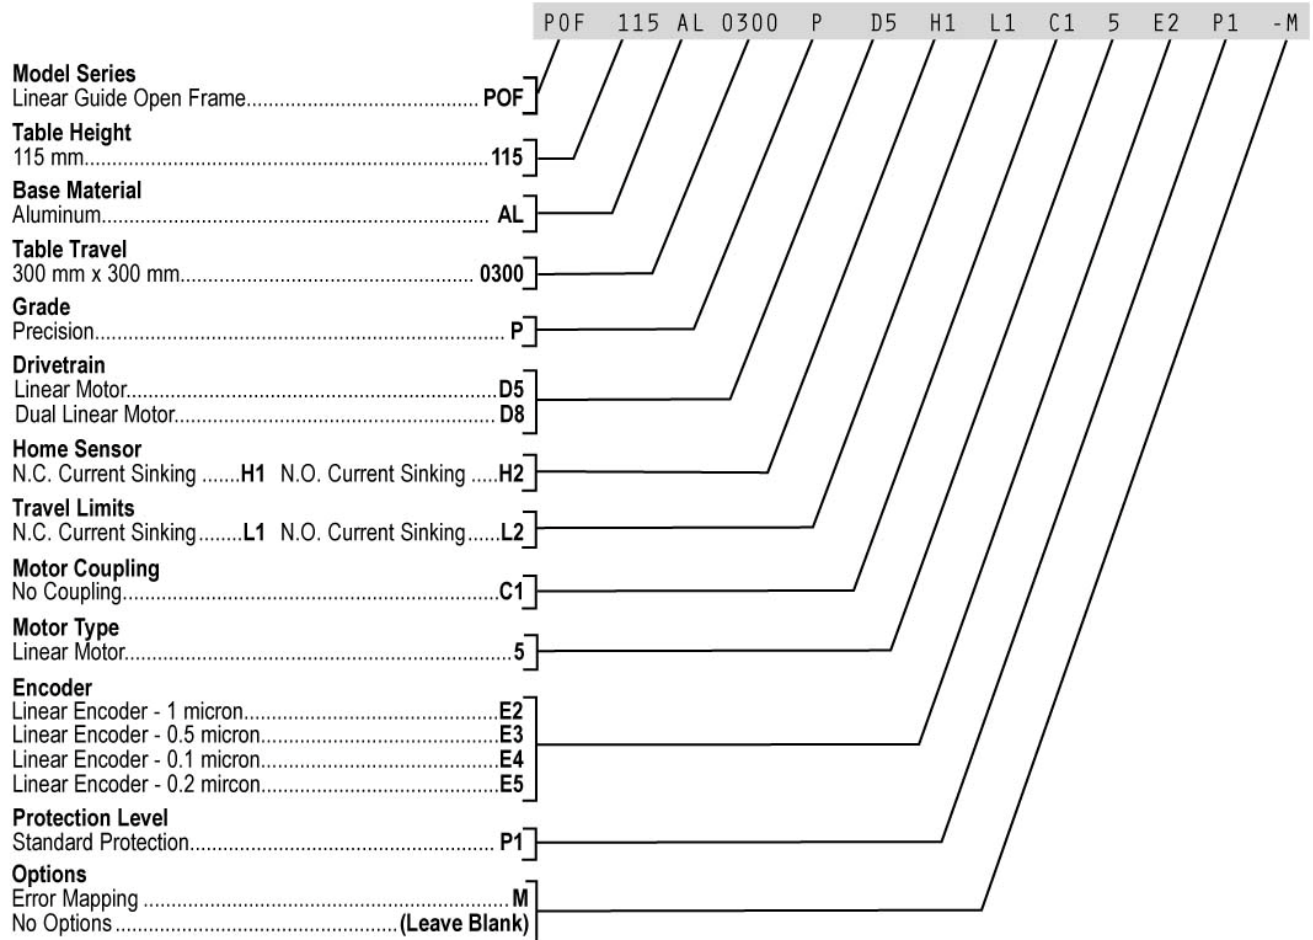 POF 115 AL 0300 P D5 H1 L1 C1 5 E2 P1 -M
Model Series
Linear Guide Open Frame........................................ POF
Table Height
115 mm.................................................................... 115
Base Material
Aluminum................................................................. AL
Table Travel
300 mm x 300 mm.................................................. 0300
Grade
Precision..................................................................... P
Drivetrain
Linear Motor...............................................................D5
Dual Linear Motor...................................................... D8
Home Sensor
N.C. Current Sinking .......H1 N.O. Current Sinking .....H2
Travel Limits
N.C. Current Sinking........L1 N.O. Current Sinking......L2
Motor Coupling
No Coupling................................................................C1
Motor Type
Linear Motor..................................................................5
Encoder
Linear Encoder - 1 micron...........................................E2
Linear Encoder - 0.5 micron........................................E3
Linear Encoder - 0.1 micron........................................E4
Linear Encoder - 0.2 mircon........................................E5
Protection Level
Standard Protection.................................................... P1
Options
Error Mapping ..............................................................M
No Options ................................................(Leave Blank)